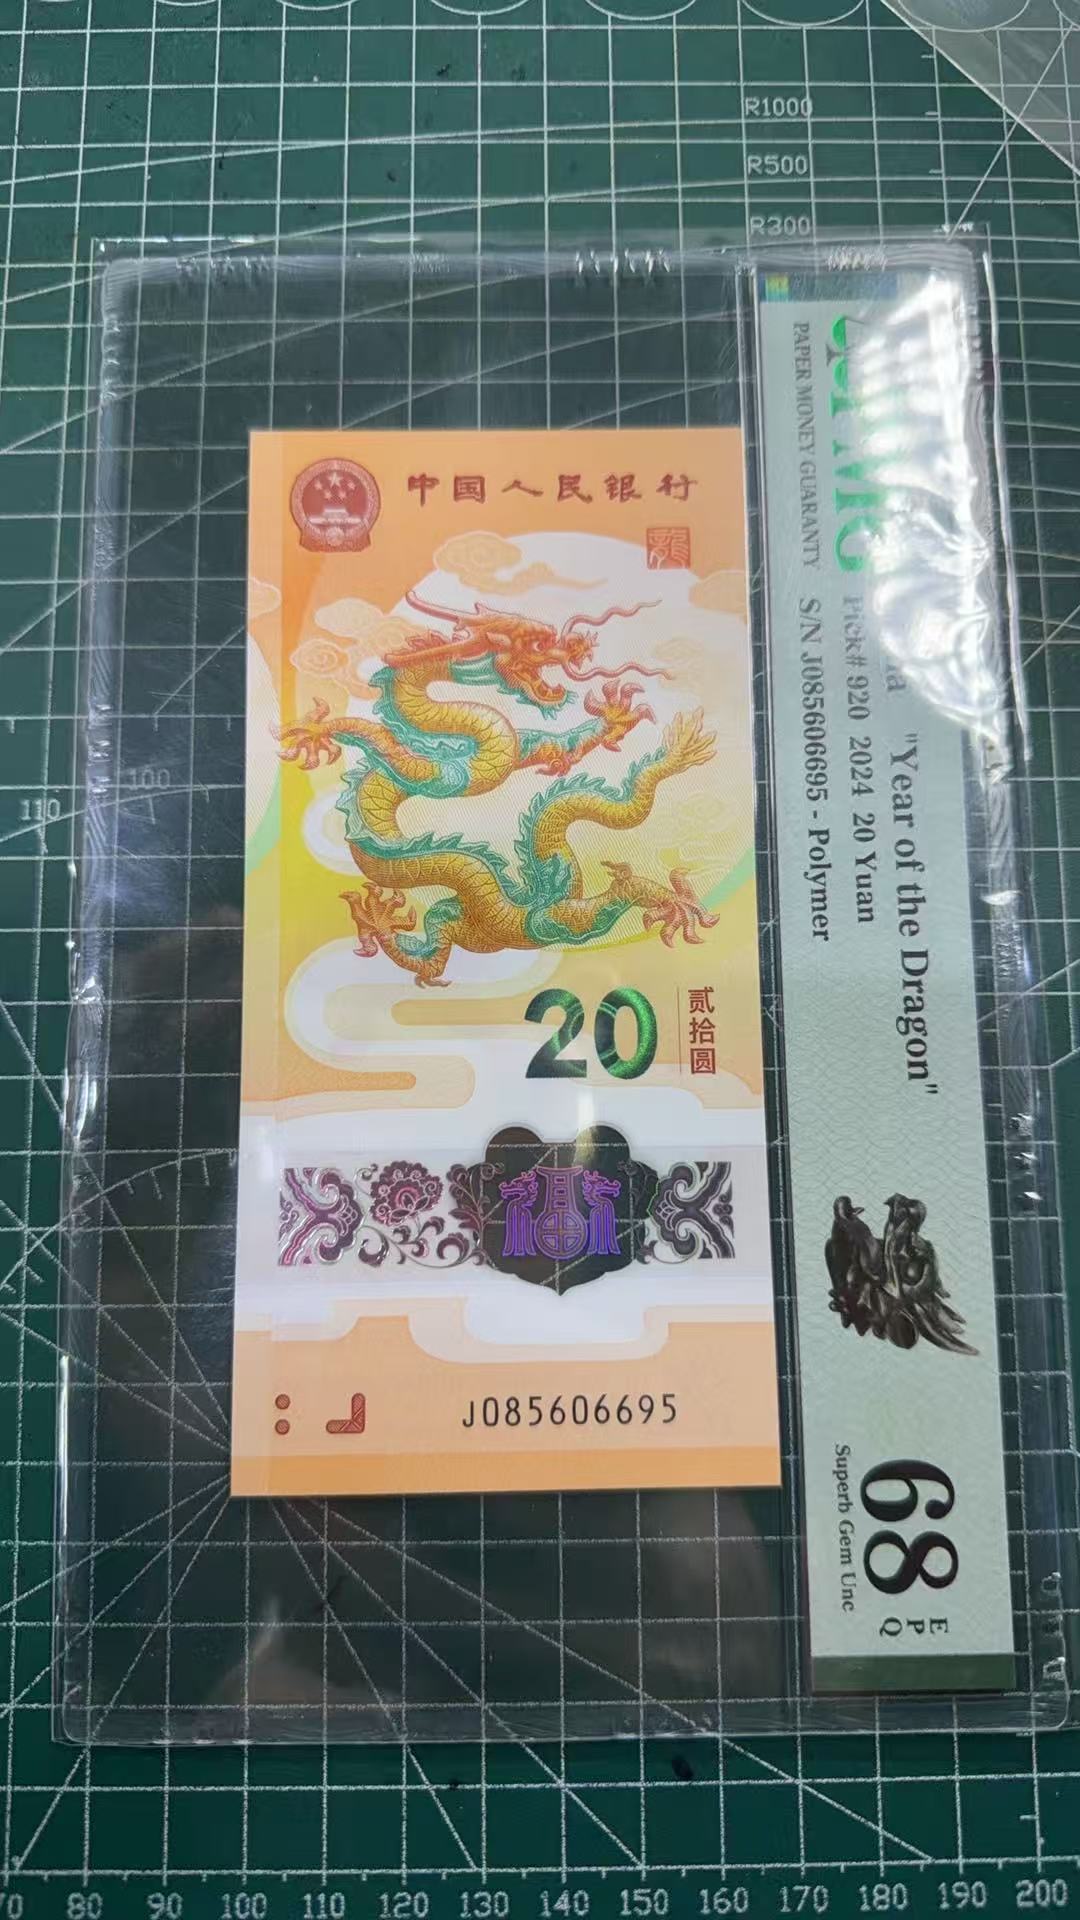 R1000
R500
R300
中国人民银行
龍
20
贰拾圆
J085606695
PMG
PAPER MONEY GUARANTY
"Year of the Dragon"
Pick# 920 2024 20 Yuan
S/N J085606695 - Polymer
68
EPQ
Superb Gem Unc
100
110
80 90 100 110 120 130 140 150 160 170 180 190 200